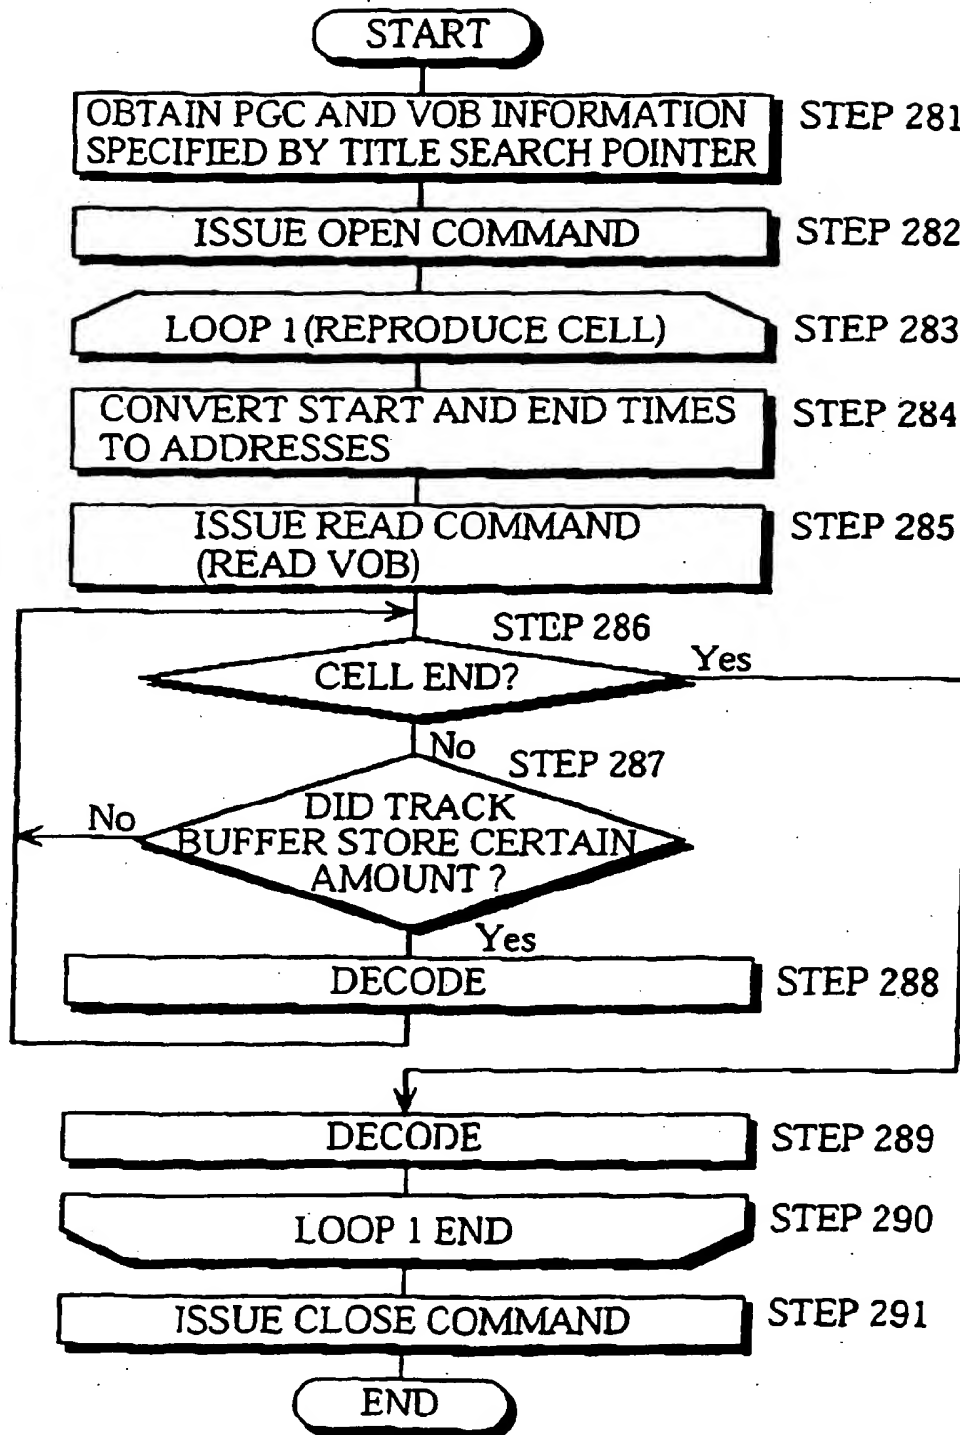 START
OBTAIN PGC AND VOB INFORMATION
SPECIFIED BY TITLE SEARCH POINTER
STEP 281
ISSUE OPEN COMMAND
STEP 282
LOOP 1 (REPRODUCE CELL)
STEP 283
CONVERT START AND END TIMES
TO ADDRESSES
STEP 284
ISSUE READ COMMAND
(READ VOB)
STEP 285
STEP 286
CELL END?
Yes
No
STEP 287
DID TRACK
BUFFER STORE CERTAIN
AMOUNT ?
No
Yes
DECODE
STEP 288
DECODE
STEP 289
LOOP 1 END
STEP 290
ISSUE CLOSE COMMAND
STEP 291
END